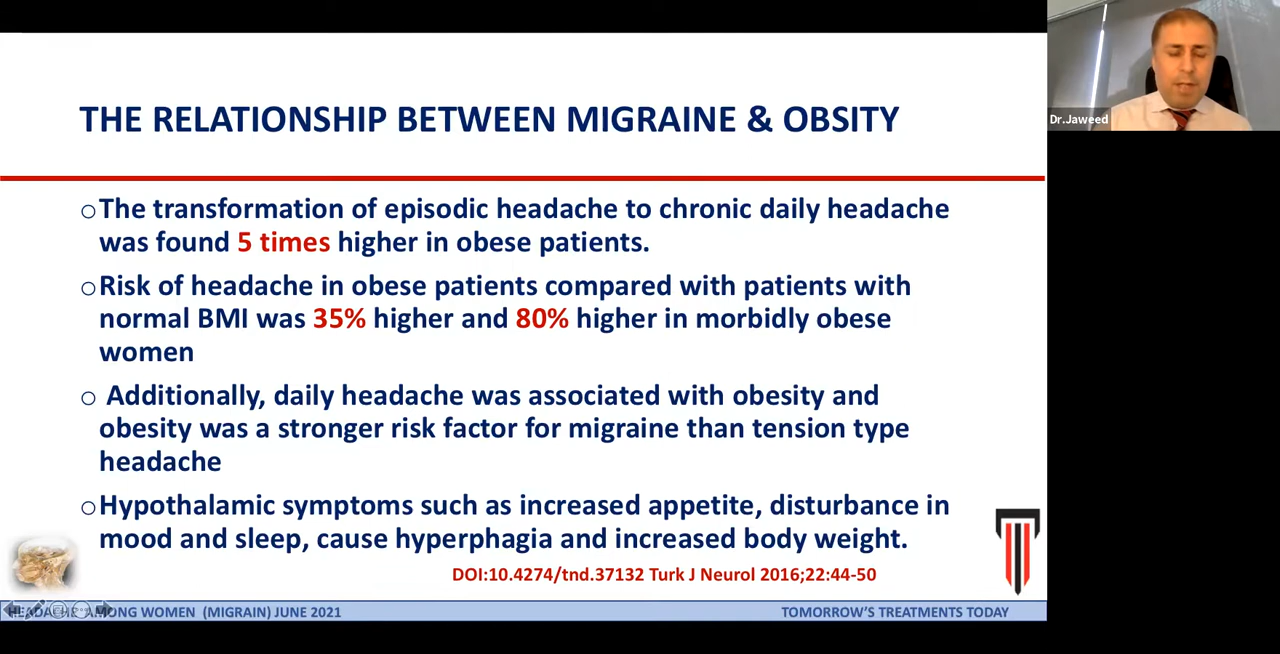 THE RELATIONSHIP BETWEEN MIGRAINE & OBSITY
Dr.Jaweed
○The transformation of episodic headache to chronic daily headache
was found 5 times higher in obese patients.
○Risk of headache in obese patients compared with patients with
normal BMI was 35% higher and 80% higher in morbidly obese
women
○ Additionally, daily headache was associated with obesity and
obesity was a stronger risk factor for migraine than tension type
headache
○Hypothalamic symptoms such as increased appetite, disturbance in
mood and sleep, cause hyperphagia and increased body weight.
DOI:10.4274/tnd.37132 Turk J Neurol 2016;22:44-50
HEADACHE AMONG WOMEN (MIGRAIN) JUNE 2021
TOMORROW'S TREATMENTS TODAY